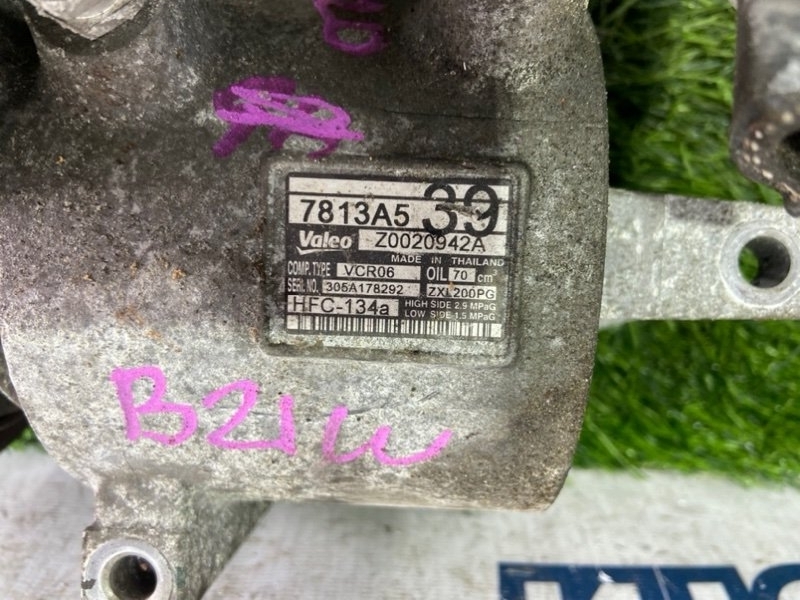 7813A5 39
Valeo Z0020942A
MADE IN THAILAND
COMP. TYPE VCR06 OIL 70 cm³
SERI. NO. 305A178292 ZXL200PG
HFC-134a HIGH SIDE 2.9 MPaG
LOW SIDE 1.5 MPaG
B21W